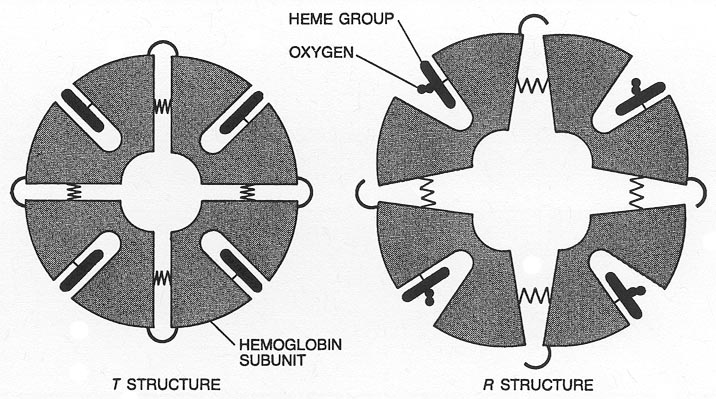 HEME GROUP
OXYGEN
HEMOGLOBIN
SUBUNIT
T STRUCTURE
R STRUCTURE